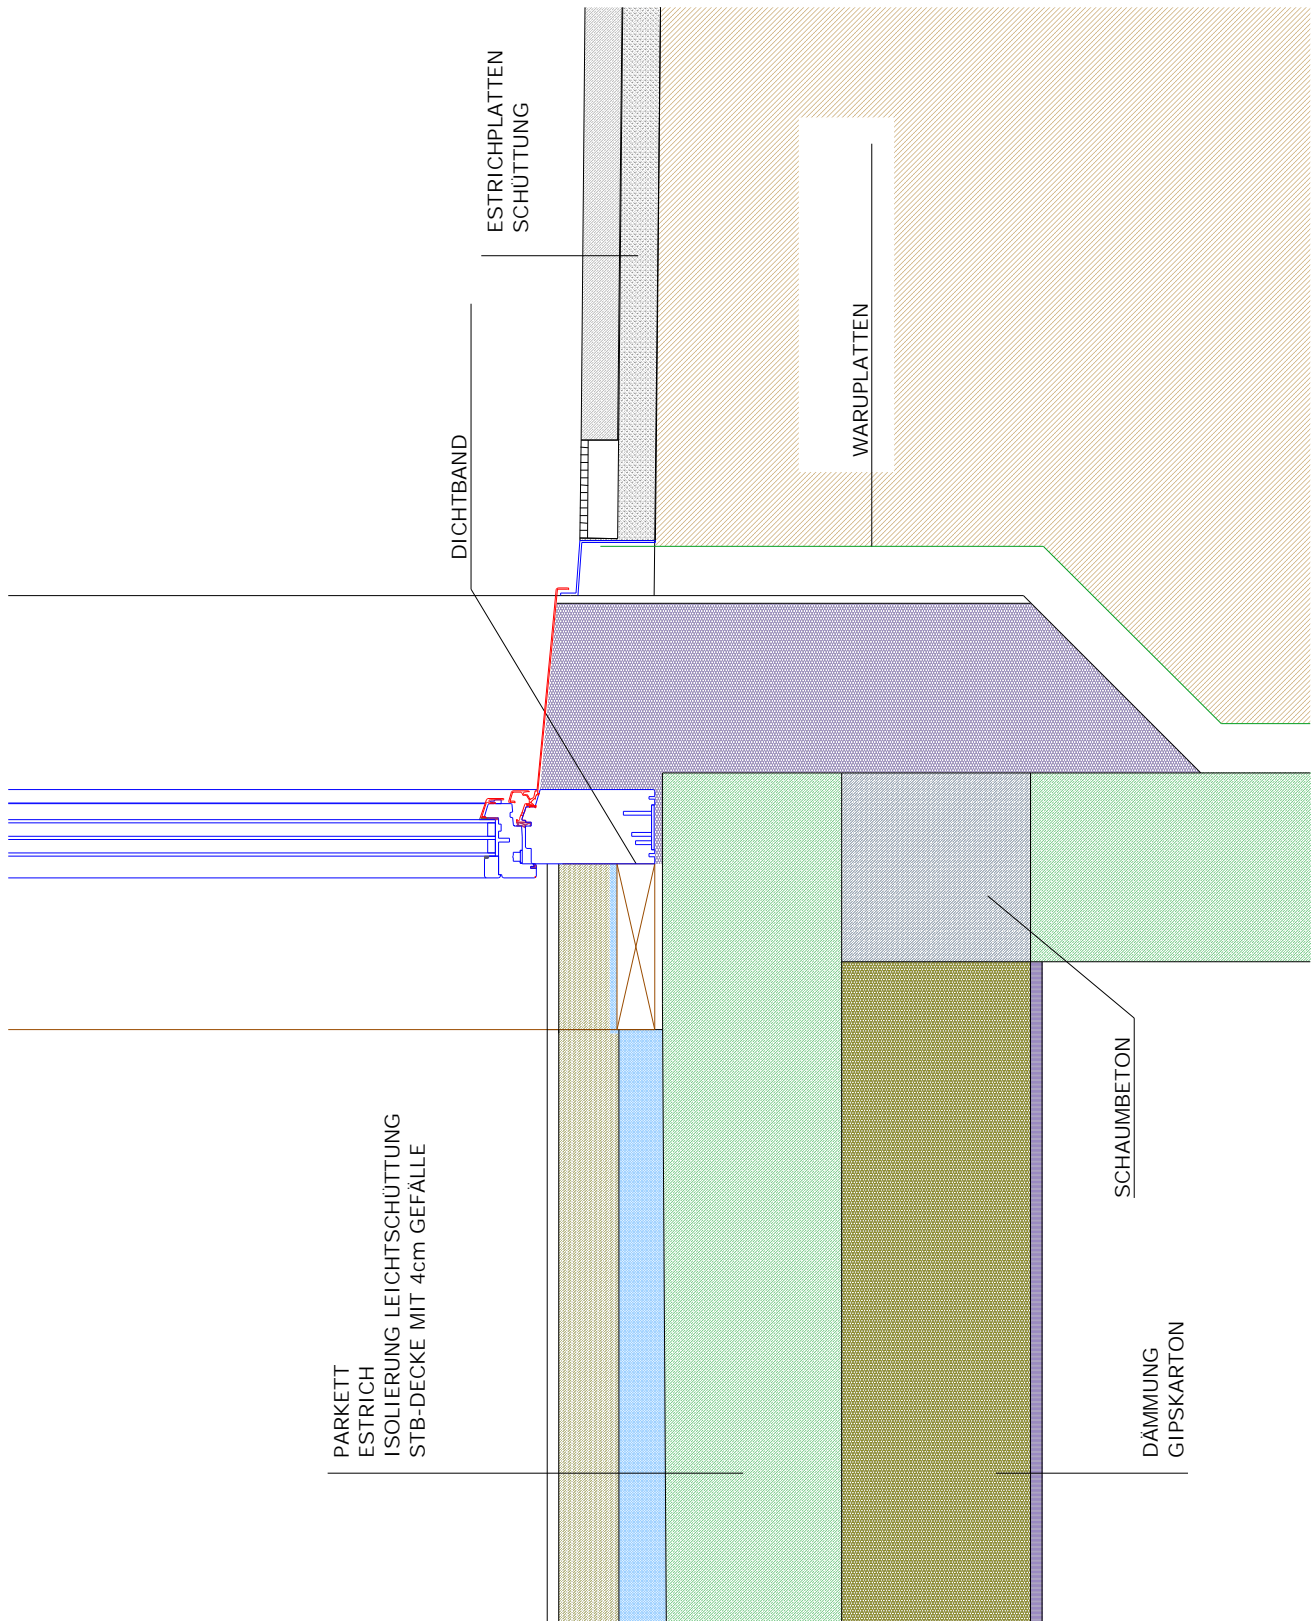 ESTRICHPLATTEN
SCHÜTTUNG
DICHTBAND
WARUPLATTEN
PARKETT
ESTRICH
ISOLIERUNG LEICHTSCHÜTTUNG
STB-DECKE MIT 4cm GEFÄLLE
SCHAUMBETON
DÄMMUNG
GIPSKARTON